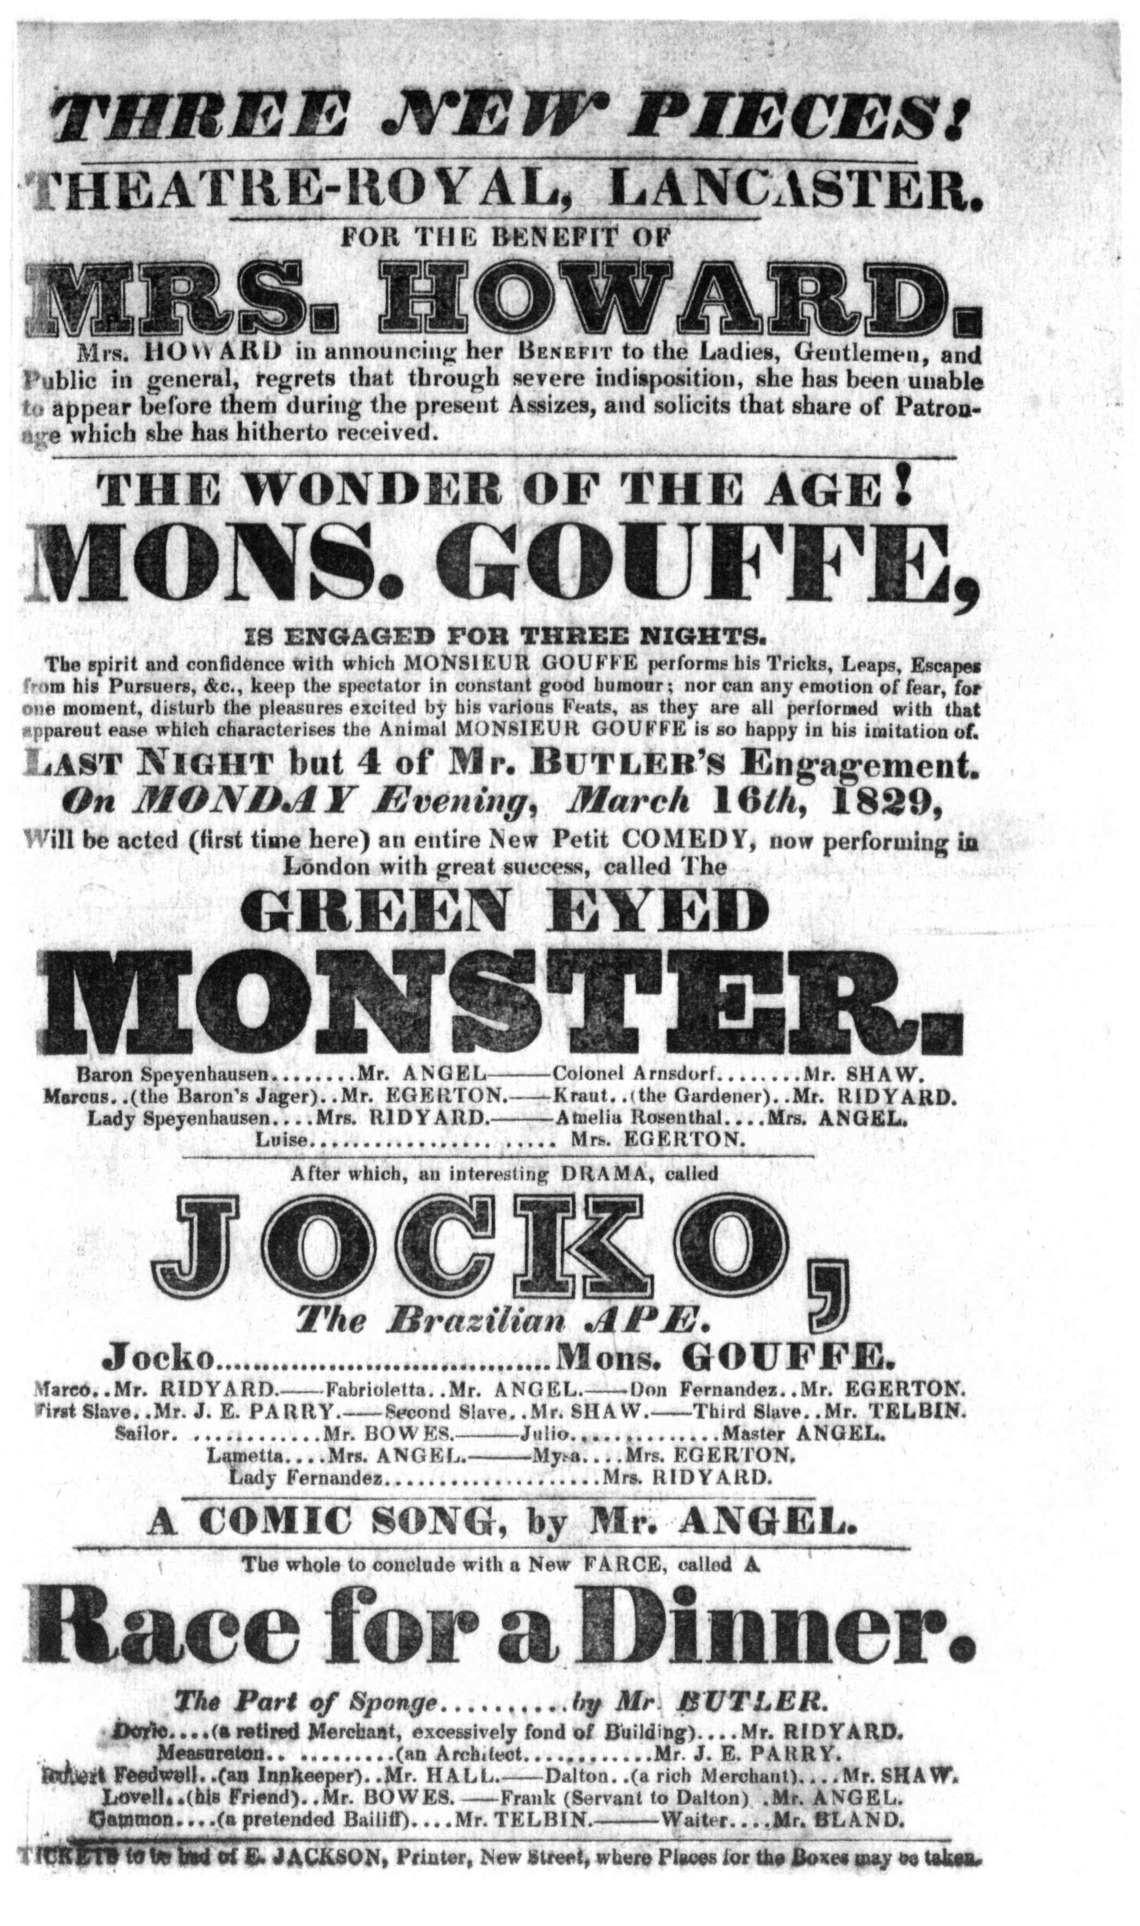 THREE NEW PIECES!
THEATRE-ROYAL, LANCASTER.
FOR THE BENEFIT OF
MRS. HOWARD.
Mrs. HOWARD in announcing her BENEFIT to the Ladies, Gentlemen, and
Public in general, regrets that through severe indisposition, she has been unable
to appear before them during the present Assizes, and solicits that share of Patron-
age which she has hitherto received.
THE WONDER OF THE AGE!
MONS. GOUFFE,
IS ENGAGED FOR THREE NIGHTS.
The spirit and confidence with which MONSIEUR GOUFFE performs his Tricks, Leaps, Escapes
from his Pursuers, &c., keep the spectator in constant good humour; nor can any emotion of fear, for
one moment, disturb the pleasures excited by his various Feats, as they are all performed with that
apparent ease which characterises the Animal MONSIEUR GOUFFE is so happy in his imitation of.
LAST NIGHT but 4 of Mr. BUTLER'S Engagement.
On MONDAY Evening, March 16th, 1829,
Will be acted (first time here) an entire New Petit COMEDY, now performing in
London with great success, called The
GREEN EYED
MONSTER.
Baron Speyenhausen........Mr. ANGEL——Colonel Arnsdorf........Mr. SHAW.
Marcus..(the Baron's Jager)..Mr. EGERTON.——Kraut..(the Gardener)..Mr. RIDYARD.
Lady Speyenhausen....Mrs. RIDYARD.——Amelia Rosenthal....Mrs. ANGEL.
Luise................. ..... Mrs. EGERTON.
After which, an interesting DRAMA, called
JOCKO,
The Brazilian APE.
Jocko...................................Mons. GOUFFE.
Marco..Mr. RIDYARD.——Fabrioletta..Mr. ANGEL.——Don Fernandez..Mr. EGERTON.
First Slave..Mr. J. E. PARRY.——Second Slave..Mr. SHAW.——Third Slave..Mr. TELBIN.
Sailor. ............Mr. BOWES.——Julio..............Master ANGEL.
Lametta....Mrs. ANGEL.——Myra....Mrs. EGERTON.
Lady Fernandez....................Mrs. RIDYARD.
A COMIC SONG, by Mr. ANGEL.
The whole to conclude with a New FARCE, called A
Race for a Dinner.
The Part of Sponge..........by Mr. BUTLER.
Doric....(a retired Merchant, excessively fond of Building)....Mr. RIDYARD.
Measureton.. .........(an Architect............Mr. J. E. PARRY.
Robert Feedwell..(an Innkeeper)..Mr. HALL.——Dalton..(a rich Merchant)....Mr. SHAW.
Lovell..(his Friend)..Mr. BOWES. ——Frank (Servant to Dalton) .Mr. ANGEL.
Gammon....(a pretended Bailiff)....Mr. TELBIN.——Waiter....Mr. BLAND.
TICKETS to be had of E. JACKSON, Printer, New Street, where Places for the Boxes may be taken.